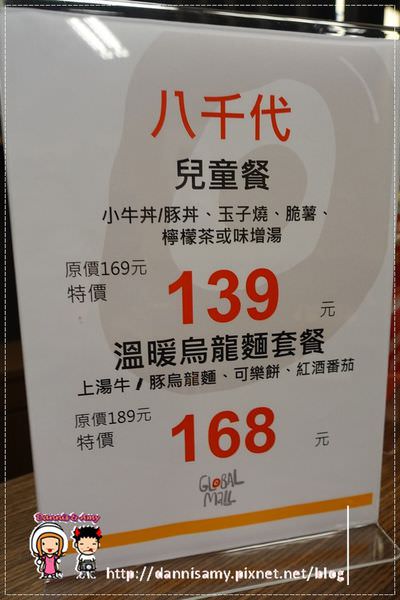 八千代
兒童餐
小牛丼/豚丼、玉子燒、脆薯、
檸檬茶或味增湯
原價169元
特價 139 元
溫暖烏龍麵套餐
上湯牛/豚烏龍麵、可樂餅、紅酒番茄
原價189元
特價 168 元
GLOBAL
MALL
Dannis & Amy
http://dannisamy.pixnet.net/blog